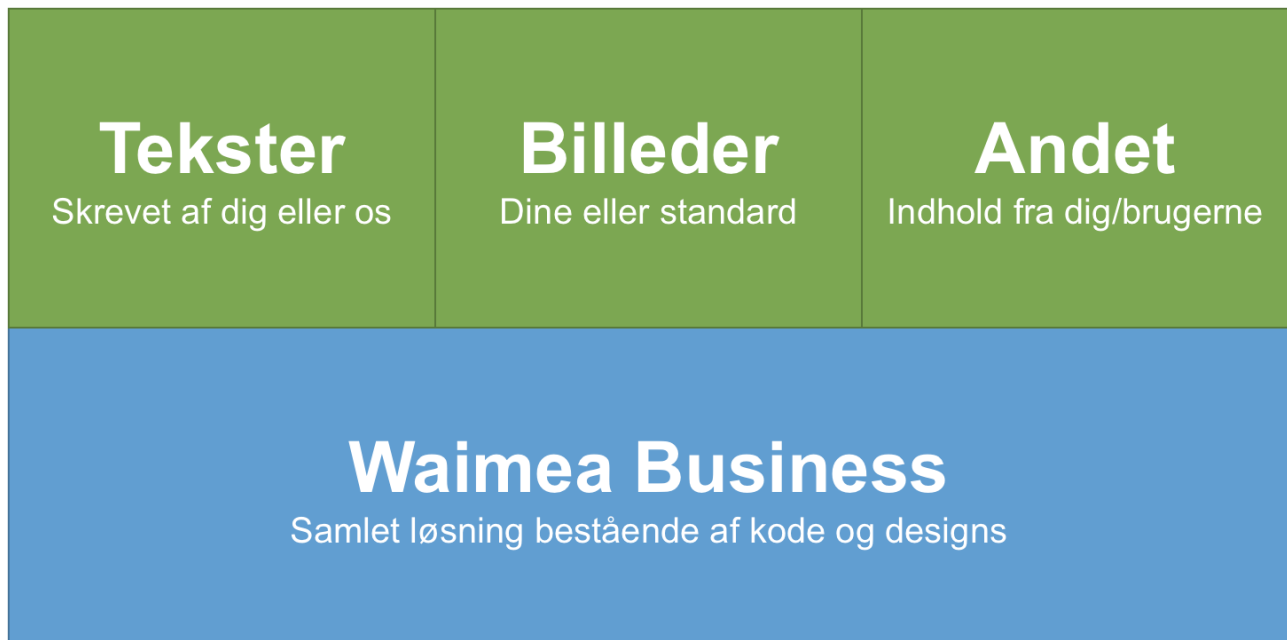 Tekster
Skrevet af dig eller os
Billeder
Dine eller standard
Andet
Indhold fra dig/brugerne
Waimea Business
Samlet løsning bestående af kode og designs